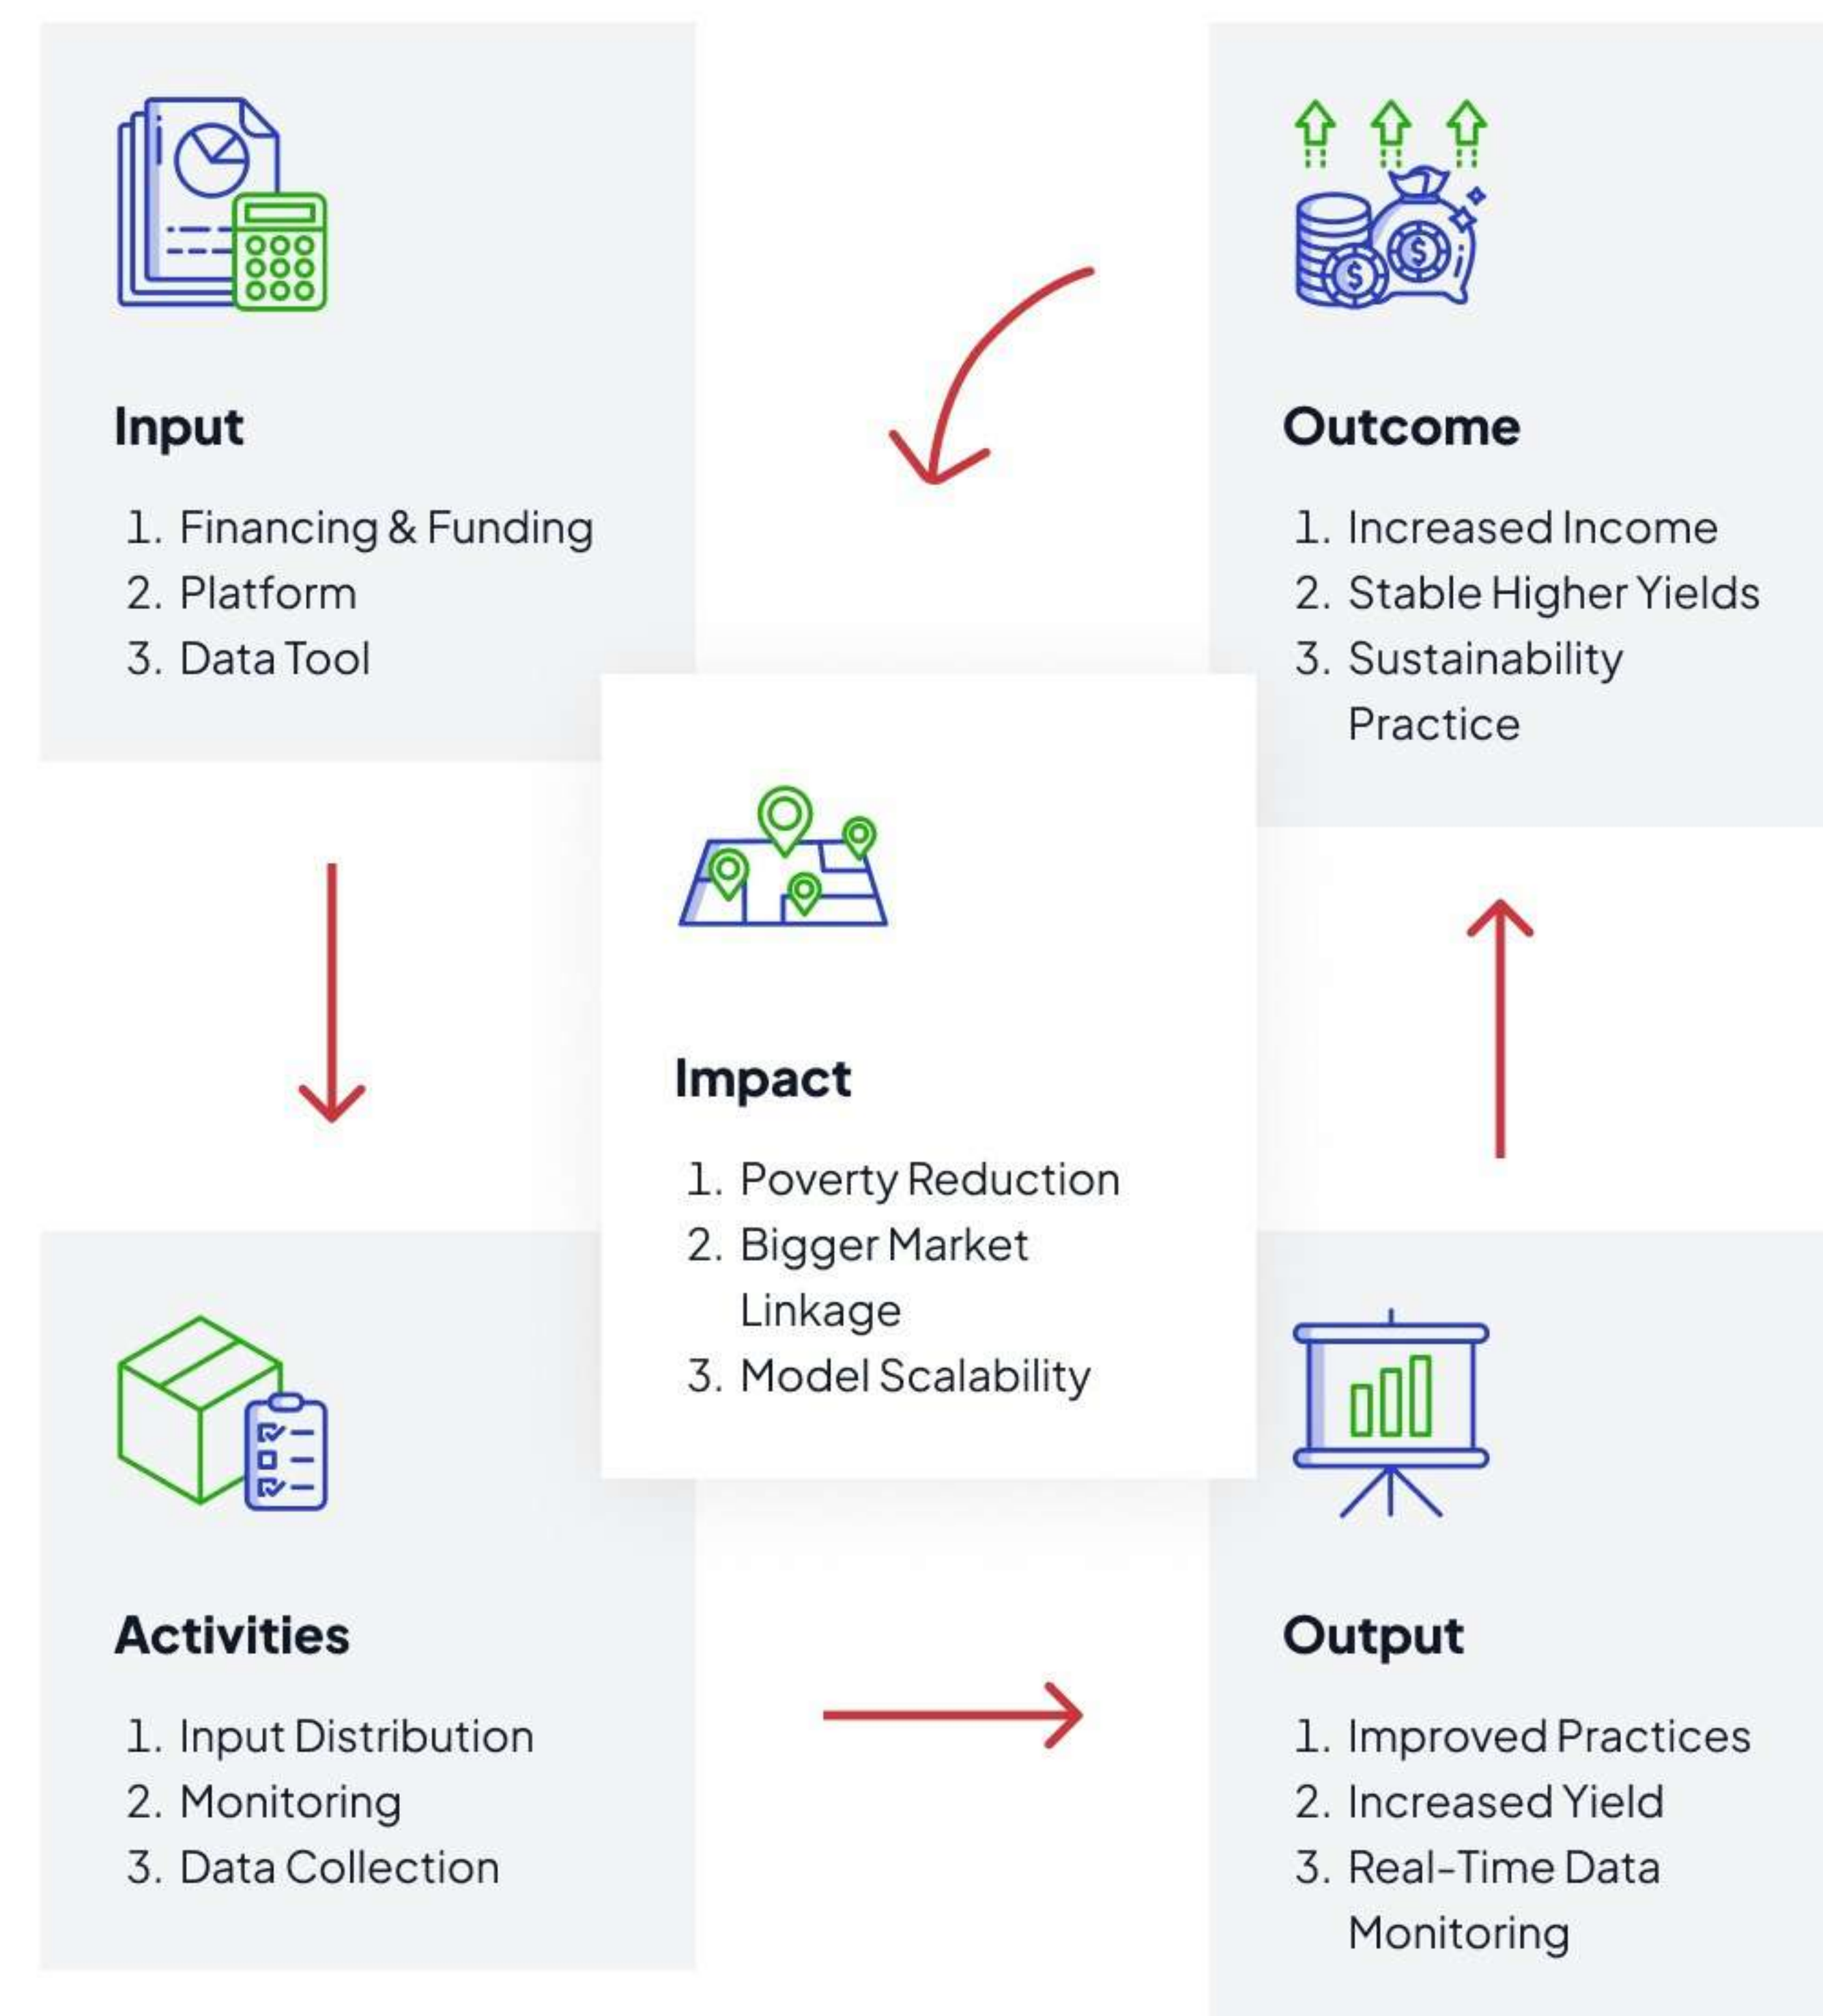 Input
1. Financing & Funding
2. Platform
3. Data Tool
Outcome
1. Increased Income
2. Stable Higher Yields
3. Sustainability
Practice
Impact
1. Poverty Reduction
2. Bigger Market
Linkage
3. Model Scalability
Activities
1. Input Distribution
2. Monitoring
3. Data Collection
Output
1. Improved Practices
2. Increased Yield
3. Real-Time Data
Monitoring